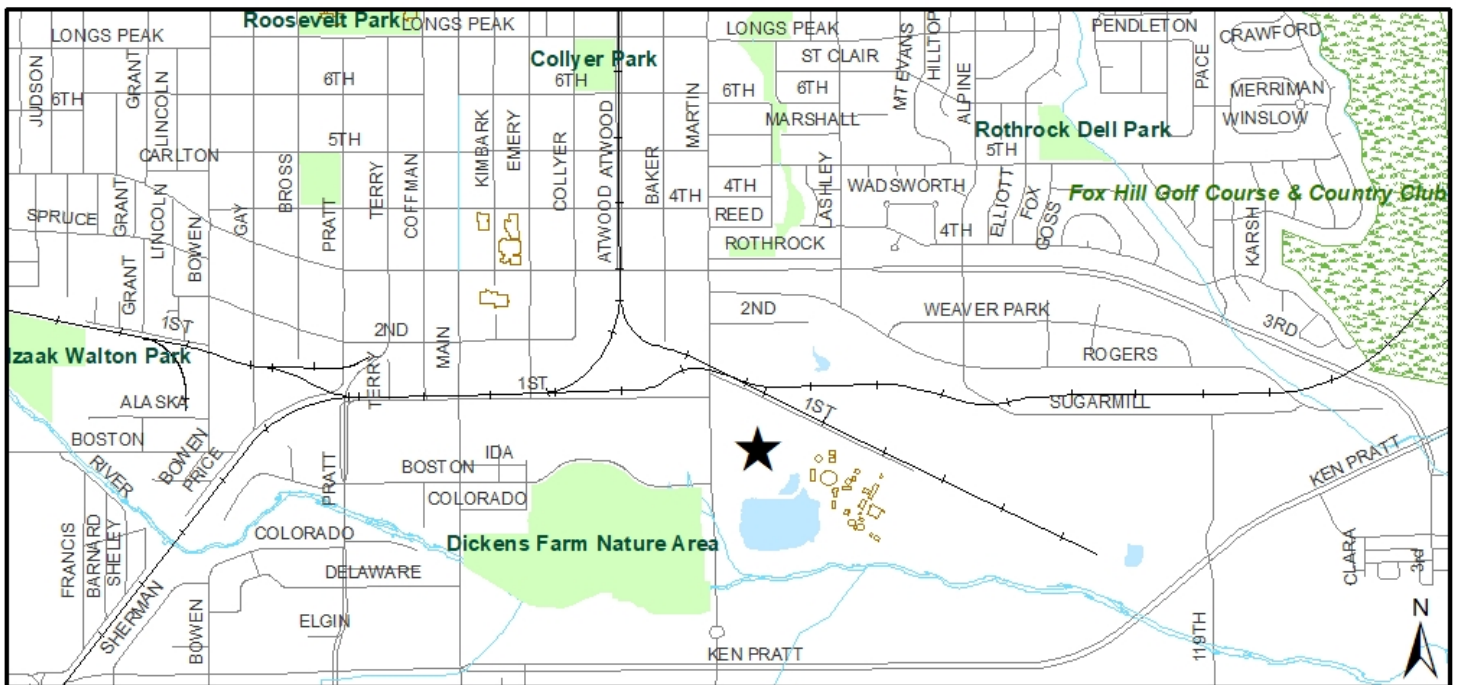 Roosevelt Park
LONGS PEAK
LONGS PEAK
LONGS PEAK
PENDLETON
CRAWFORD
HILLTOP
MT EVANS
ST CLAIR
Collyer Park
JUDSON
GRANT
LINCOLN
6TH
6TH
6TH
6TH
6TH
ALPINE
PACE
MERRIMAN
WINSLOW
MARTIN
ATWOOD
MARSHALL
Rothrock Dell Park
5TH
5TH
CARLTON
KIMBARK
EMERY
COLLYER
ATWOOD
BAKER
BROSS
TERRY
COFFMAN
4TH
4TH
REED
LASHLEY
WADSWORTH
ELLIOTT
FOX
GOSS
Fox Hill Golf Course & Country Club
SPRUCE
GRANT
LINCOLN
BOWEN
GAY
PRATT
4TH
ROTHROCK
KARSH
GRANT
1ST
2ND
MAIN
2ND
WEAVER PARK
3RD
Izaak Walton Park
TERRY
1ST
ROGERS
ALASKA
1ST
SUGARMILL
BOSTON
BOWEN
PRICE
RIVER
PRATT
BOSTON
IDA
COLORADO
KEN PRATT
FRANCIS
BARNARD
SHELEY
COLORADO
Dickens Farm Nature Area
DELAWARE
CLARA
3rd
SHERMAN
BOWEN
ELGIN
KEN PRATT
119TH
N